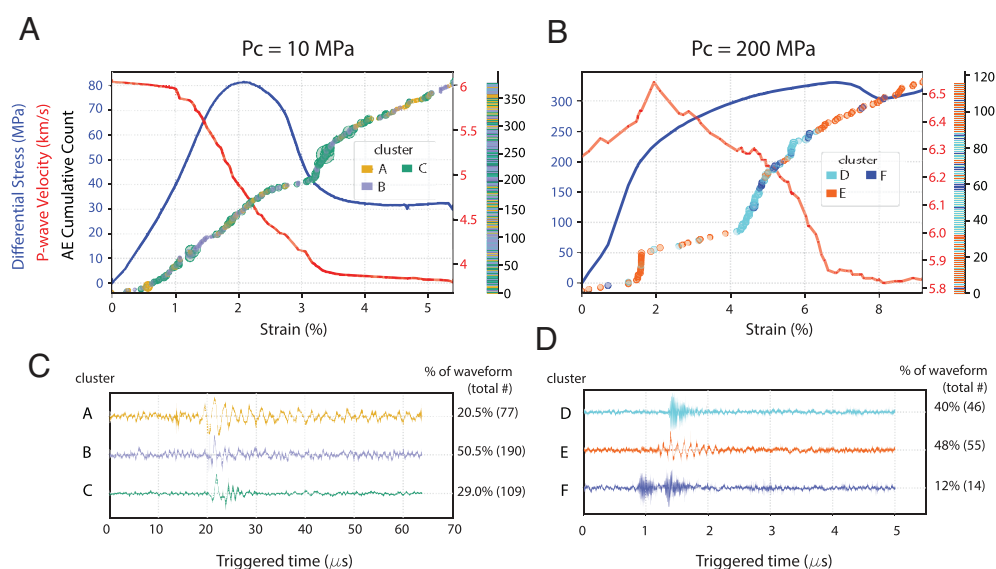 A
Pc = 10 MPa
Differential Stress (MPa)
P-wave Velocity (km/s)
AE Cumulative Count
80
70
60
50
40
30
20
10
0
6
5.5
5
4.5
4
350
300
250
200
150
100
50
0
cluster
A
C
B
0
1
2
3
4
5
Strain (%)
B
Pc = 200 MPa
300
250
200
150
100
50
0
6.5
6.3
6.2
6.0
5.9
5.8
120
100
80
60
40
20
0
cluster
D
F
E
0
2
4
6
8
Strain (%)
C
cluster
% of waveform
(total #)
A
20.5% (77)
B
50.5% (190)
C
29.0% (109)
0
10
20
30
40
50
60
70
Triggered time (μs)
D
cluster
% of waveform
(total #)
D
40% (46)
E
48% (55)
F
12% (14)
0
1
2
3
4
5
Triggered time (μs)